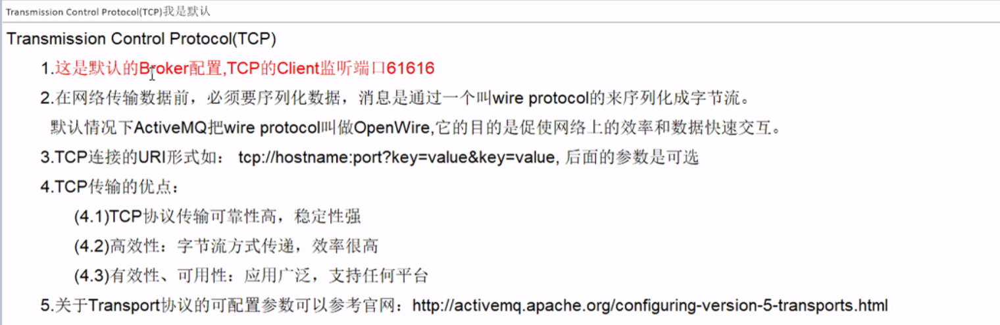 Transmission Control Protocol(TCP)我是默认
Transmission Control Protocol(TCP)
1.这是默认的Broker配置,TCP的Client监听端口61616
2.在网络传输数据前，必须要序列化数据，消息是通过一个叫wire protocol的来序列化成字节流。
默认情况下ActiveMQ把wire protocol叫做OpenWire,它的目的是促使网络上的效率和数据快速交互。
3.TCP连接的URI形式如： tcp://hostname:port?key=value&key=value, 后面的参数是可选
4.TCP传输的优点：
(4.1)TCP协议传输可靠性高，稳定性强
(4.2)高效性：字节流方式传递，效率很高
(4.3)有效性、可用性：应用广泛，支持任何平台
5.关于Transport协议的可配置参数可以参考官网：http://activemq.apache.org/configuring-version-5-transports.html